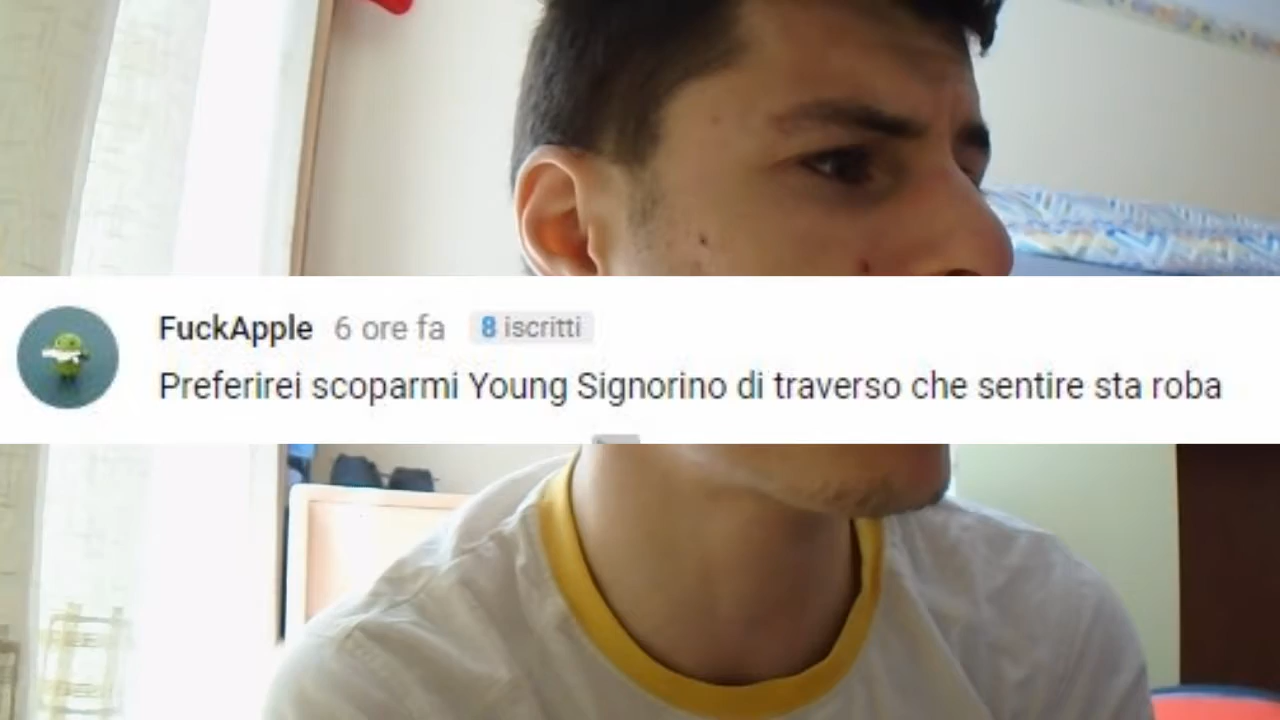 FuckApple 6 ore fa 8 iscritti
Preferirei scoparmi Young Signorino di traverso che sentire sta roba